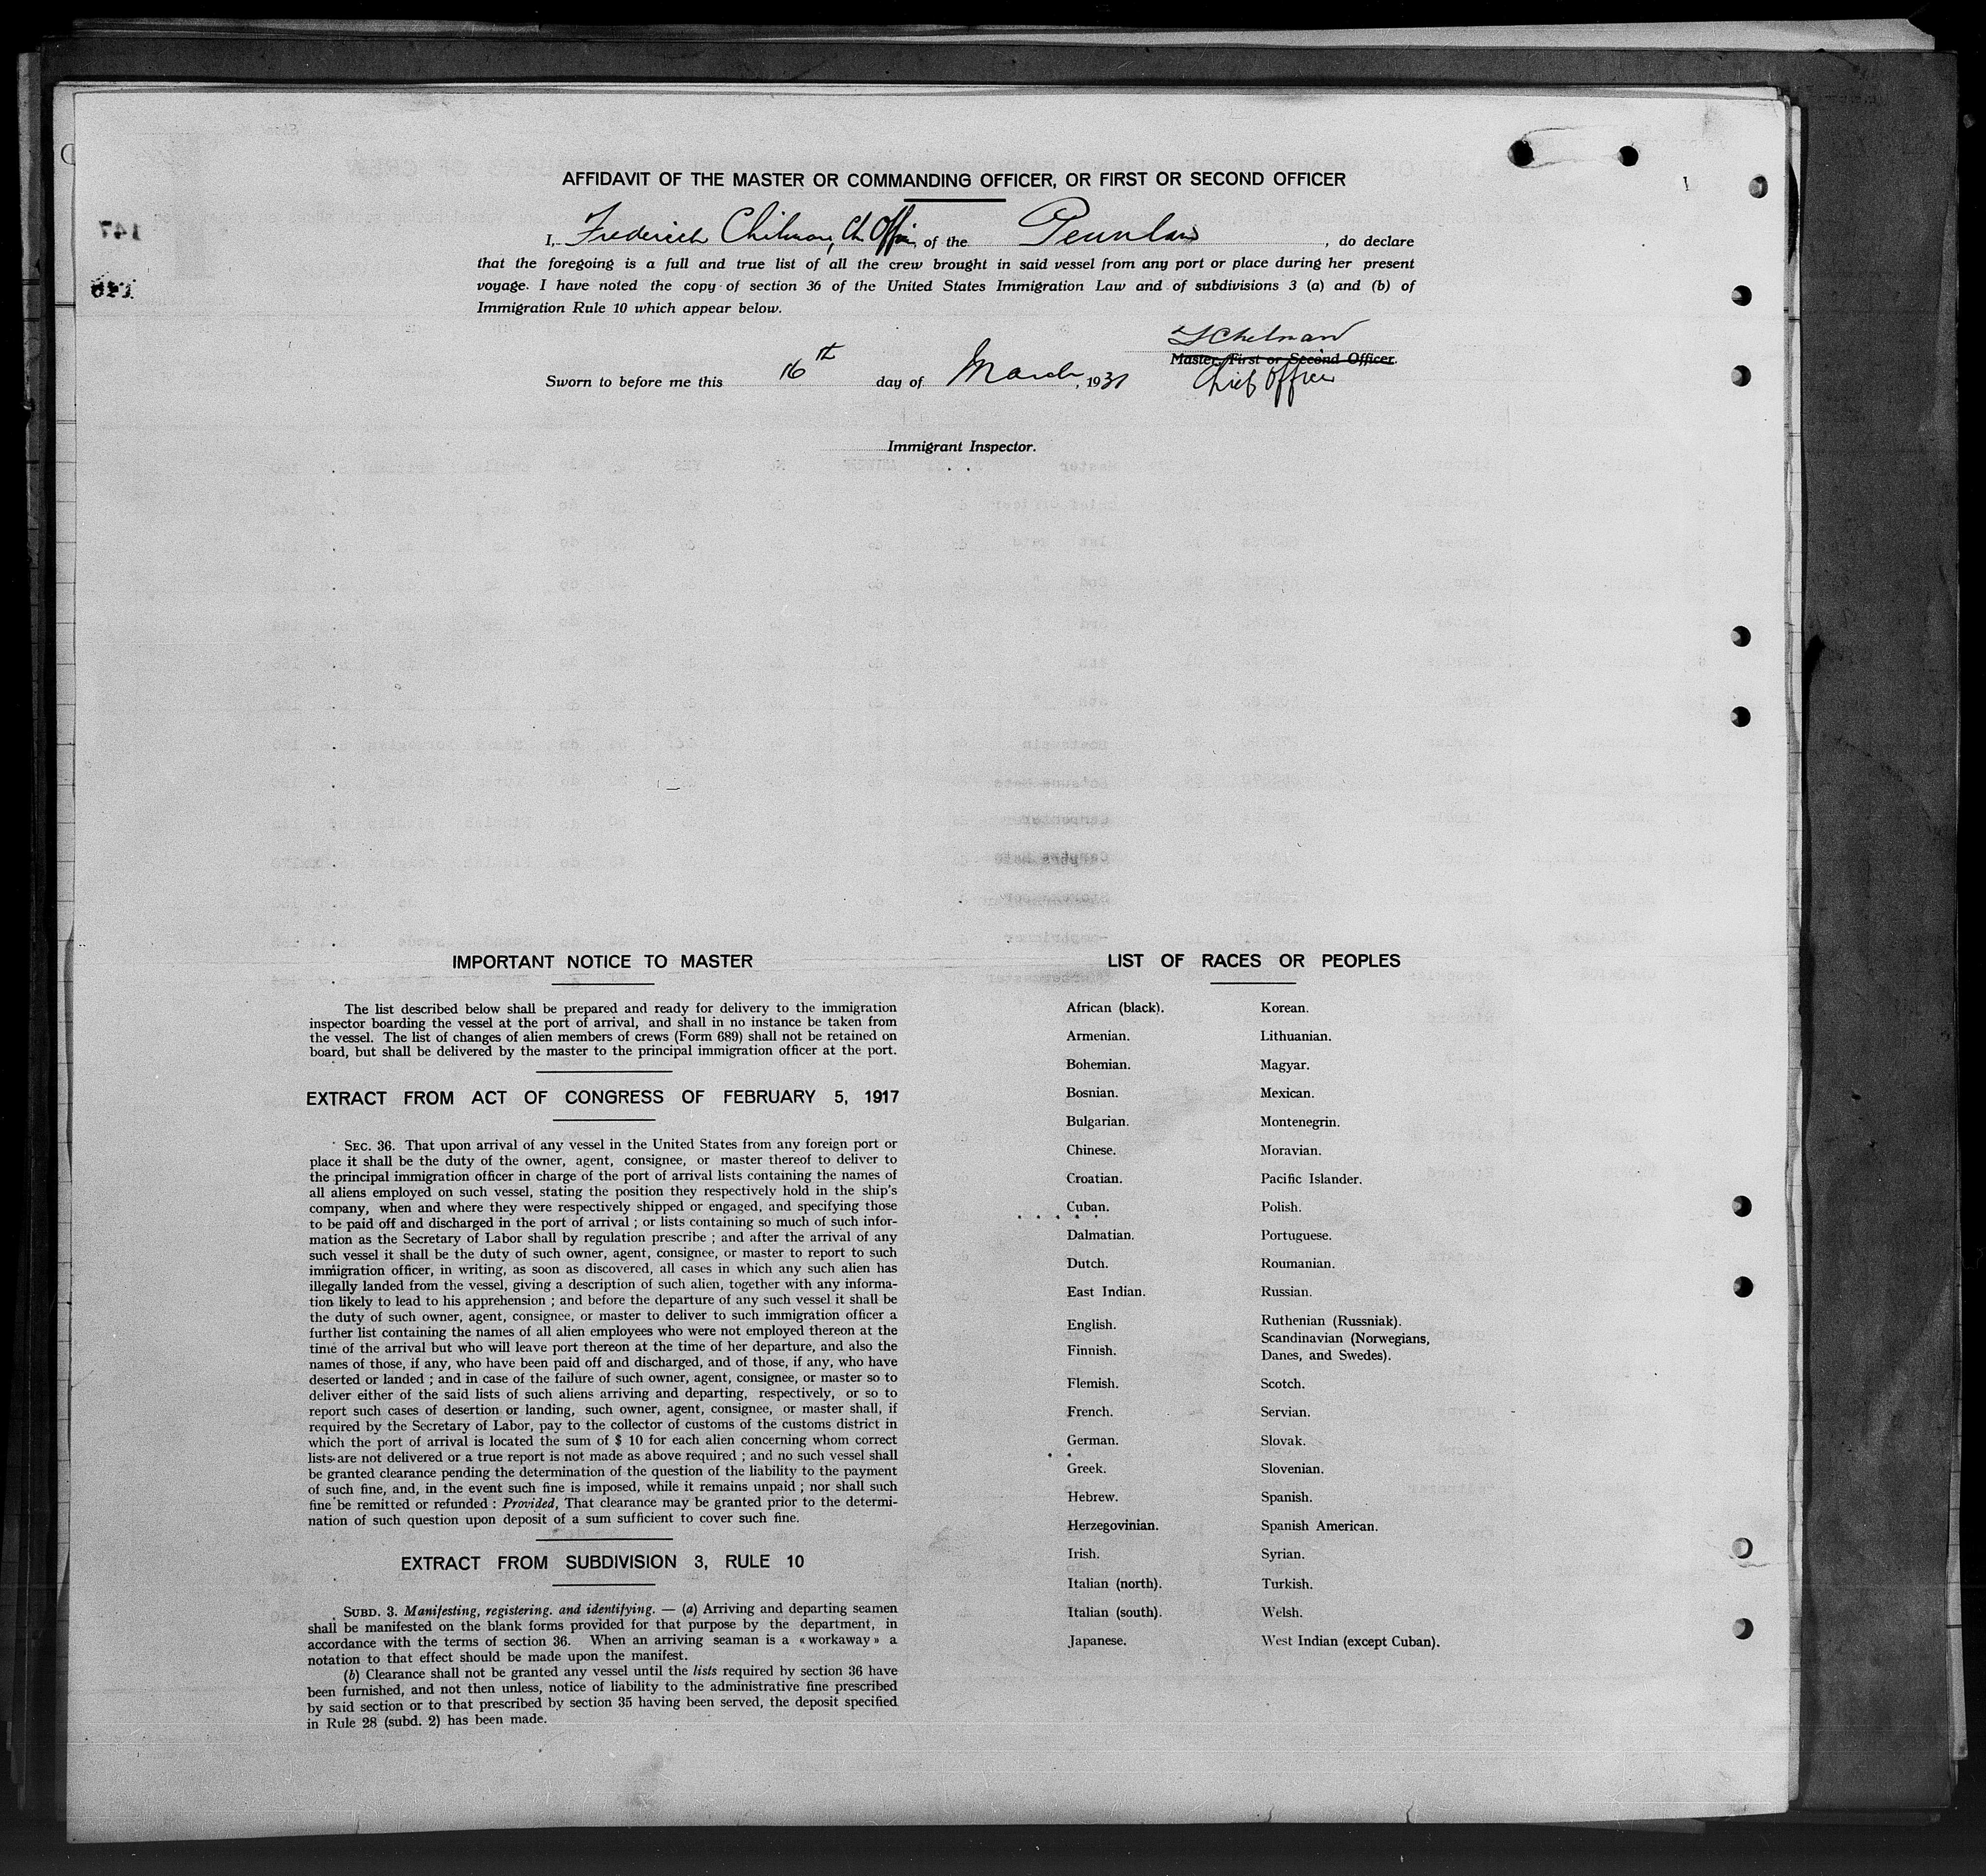 AFFIDAVIT OF THE MASTER OR COMMANDING OFFICER, OR FIRST OR SECOND OFFICER
I, Frederick Chilman, Ch Offr, of the Pennland, do declare
that the foregoing is a full and true list of all the crew brought in said vessel from any port or place during her present
voyage. I have noted the copy of section 36 of the United States Immigration Law and of subdivisions 3 (a) and (b) of
Immigration Rule 10 which appear below.
Master, First or Second Officer.
Chief Officer
Sworn to before me this 16th day of March, 1931
Immigrant Inspector.
147
IMPORTANT NOTICE TO MASTER
The list described below shall be prepared and ready for delivery to the immigration
inspector boarding the vessel at the port of arrival, and shall in no instance be taken from
the vessel. The list of changes of alien members of crews (Form 689) shall not be retained on
board, but shall be delivered by the master to the principal immigration officer at the port.
EXTRACT FROM ACT OF CONGRESS OF FEBRUARY 5, 1917
SEC. 36. That upon arrival of any vessel in the United States from any foreign port or
place it shall be the duty of the owner, agent, consignee, or master thereof to deliver to
the principal immigration officer in charge of the port of arrival lists containing the names of
all aliens employed on such vessel, stating the position they respectively hold in the ship's
company, when and where they were respectively shipped or engaged, and specifying those
to be paid off and discharged in the port of arrival ; or lists containing so much of such infor-
mation as the Secretary of Labor shall by regulation prescribe ; and after the arrival of any
such vessel it shall be the duty of such owner, agent, consignee, or master to report to such
immigration officer, in writing, as soon as discovered, all cases in which any such alien has
illegally landed from the vessel, giving a description of such alien, together with any informa-
tion likely to lead to his apprehension ; and before the departure of any such vessel it shall be
the duty of such owner, agent, consignee, or master to deliver to such immigration officer a
further list containing the names of all alien employees who were not employed thereon at the
time of the arrival but who will leave port thereon at the time of her departure, and also the
names of those, if any, who have been paid off and discharged, and of those, if any, who have
deserted or landed ; and in case of the failure of such owner, agent, consignee, or master so to
deliver either of the said lists of such aliens arriving and departing, respectively, or so to
report such cases of desertion or landing, such owner, agent, consignee, or master shall, if
required by the Secretary of Labor, pay to the collector of customs of the customs district in
which the port of arrival is located the sum of $ 10 for each alien concerning whom correct
lists are not delivered or a true report is not made as above required ; and no such vessel shall
be granted clearance pending the determination of the question of the liability to the payment
of such fine, and, in the event such fine is imposed, while it remains unpaid ; nor shall such
fine be remitted or refunded : Provided, That clearance may be granted prior to the determi-
nation of such question upon deposit of a sum sufficient to cover such fine.
EXTRACT FROM SUBDIVISION 3, RULE 10
SUBD. 3. Manifesting, registering. and identifying. — (a) Arriving and departing seamen
shall be manifested on the blank forms provided for that purpose by the department, in
accordance with the terms of section 36. When an arriving seaman is a « workaway » a
notation to that effect should be made upon the manifest.
(b) Clearance shall not be granted any vessel until the lists required by section 36 have
been furnished, and not then unless, notice of liability to the administrative fine prescribed
by said section or to that prescribed by section 35 having been served, the deposit specified
in Rule 28 (subd. 2) has been made.
LIST OF RACES OR PEOPLES
African (black).
Armenian.
Bohemian.
Bosnian.
Bulgarian.
Chinese.
Croatian.
Cuban.
Dalmatian.
Dutch.
East Indian.
English.
Finnish.
Flemish.
French.
German.
Greek.
Hebrew.
Herzegovinian.
Irish.
Italian (north).
Italian (south).
Japanese.
Korean.
Lithuanian.
Magyar.
Mexican.
Montenegrin.
Moravian.
Pacific Islander.
Polish.
Portuguese.
Roumanian.
Russian.
Ruthenian (Russniak).
Scandinavian (Norwegians,
Danes, and Swedes).
Scotch.
Servian.
Slovak.
Slovenian.
Spanish.
Spanish American.
Syrian.
Turkish.
Welsh.
West Indian (except Cuban).